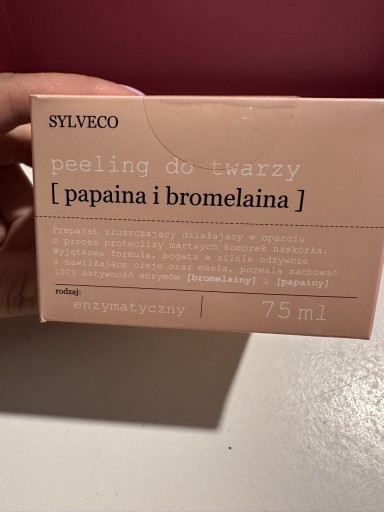 SYLVECO
peeling do twarzy
[ papaina i bromelaina ]
Preparat złuszczający działający w oparciu
o proces proteolizy martwych komórek naskórka.
Wyjątkowa formuła, bogata w silnie odżywcze
i nawilżające oleje oraz masła, pozwala zachować
100% aktywność enzymów [bromelainy] i [papainy].
rodzaj:
enzymatyczny
75 ml